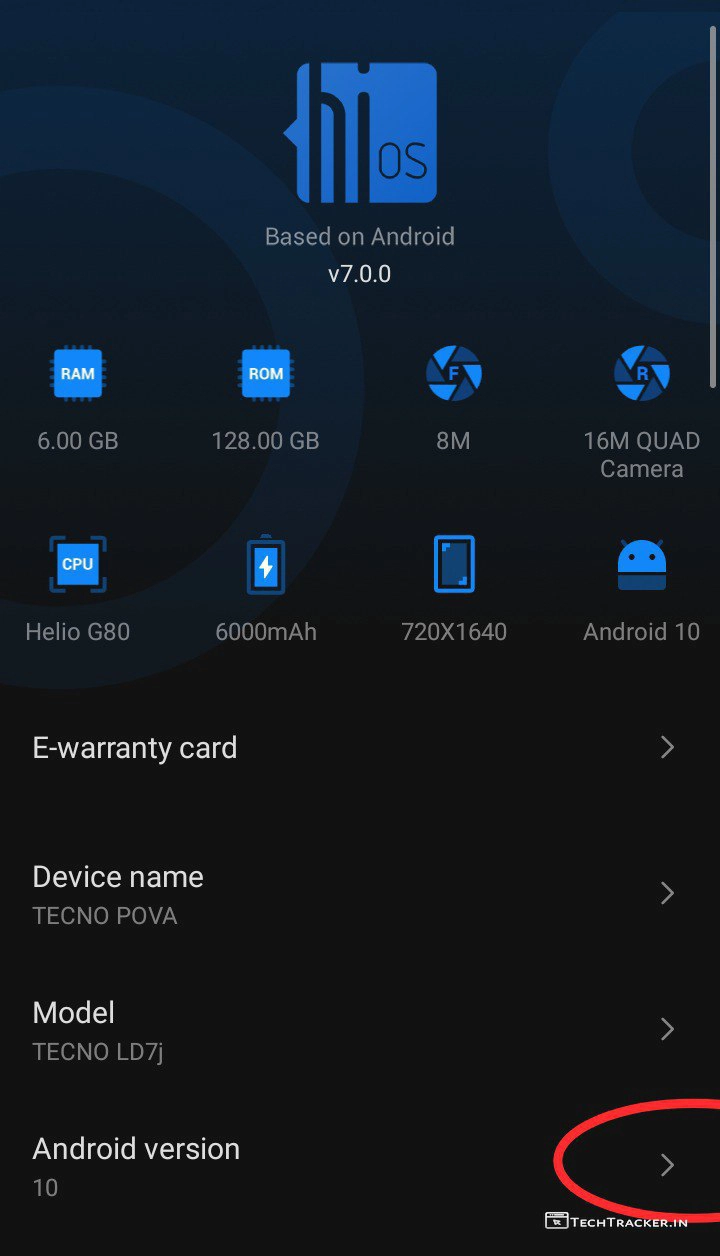 hiOS
Based on Android
v7.0.0
RAM
ROM
F
R
6.00 GB
128.00 GB
8M
16M QUAD
Camera
CPU
Helio G80
6000mAh
720X1640
Android 10
E-warranty card
Device name
TECNO POVA
Model
TECNO LD7j
Android version
10
TECHTRACKER.IN